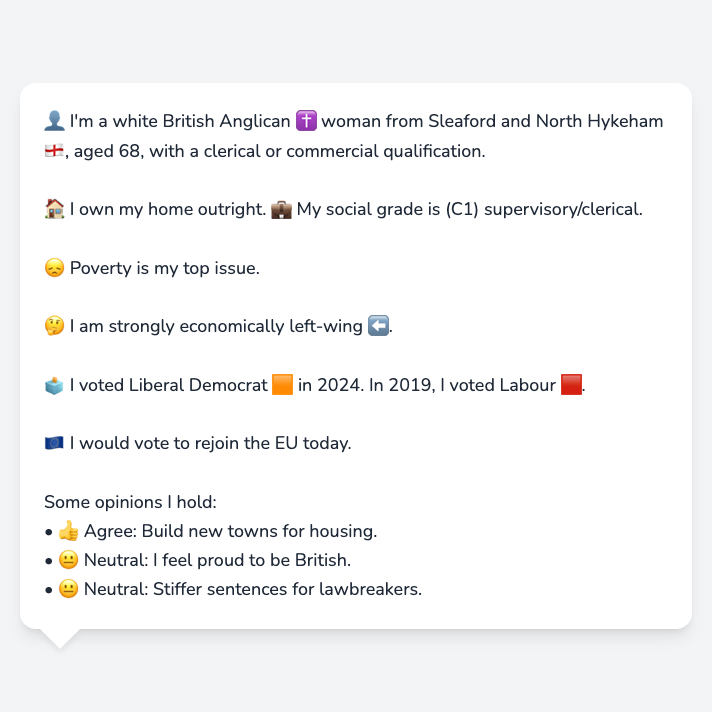 👤 I'm a white British Anglican ✝️ woman from Sleaford and North Hykeham
🏴󠁧󠁢󠁥󠁮󠁧󠁿, aged 68, with a clerical or commercial qualification.
🏠 I own my home outright. 💼 My social grade is (C1) supervisory/clerical.
😞 Poverty is my top issue.
🤔 I am strongly economically left-wing ⬅️.
🗳️ I voted Liberal Democrat 🟧 in 2024. In 2019, I voted Labour 🟥.
🇪🇺 I would vote to rejoin the EU today.
Some opinions I hold:
• 👍 Agree: Build new towns for housing.
• 😐 Neutral: I feel proud to be British.
• 😐 Neutral: Stiffer sentences for lawbreakers.